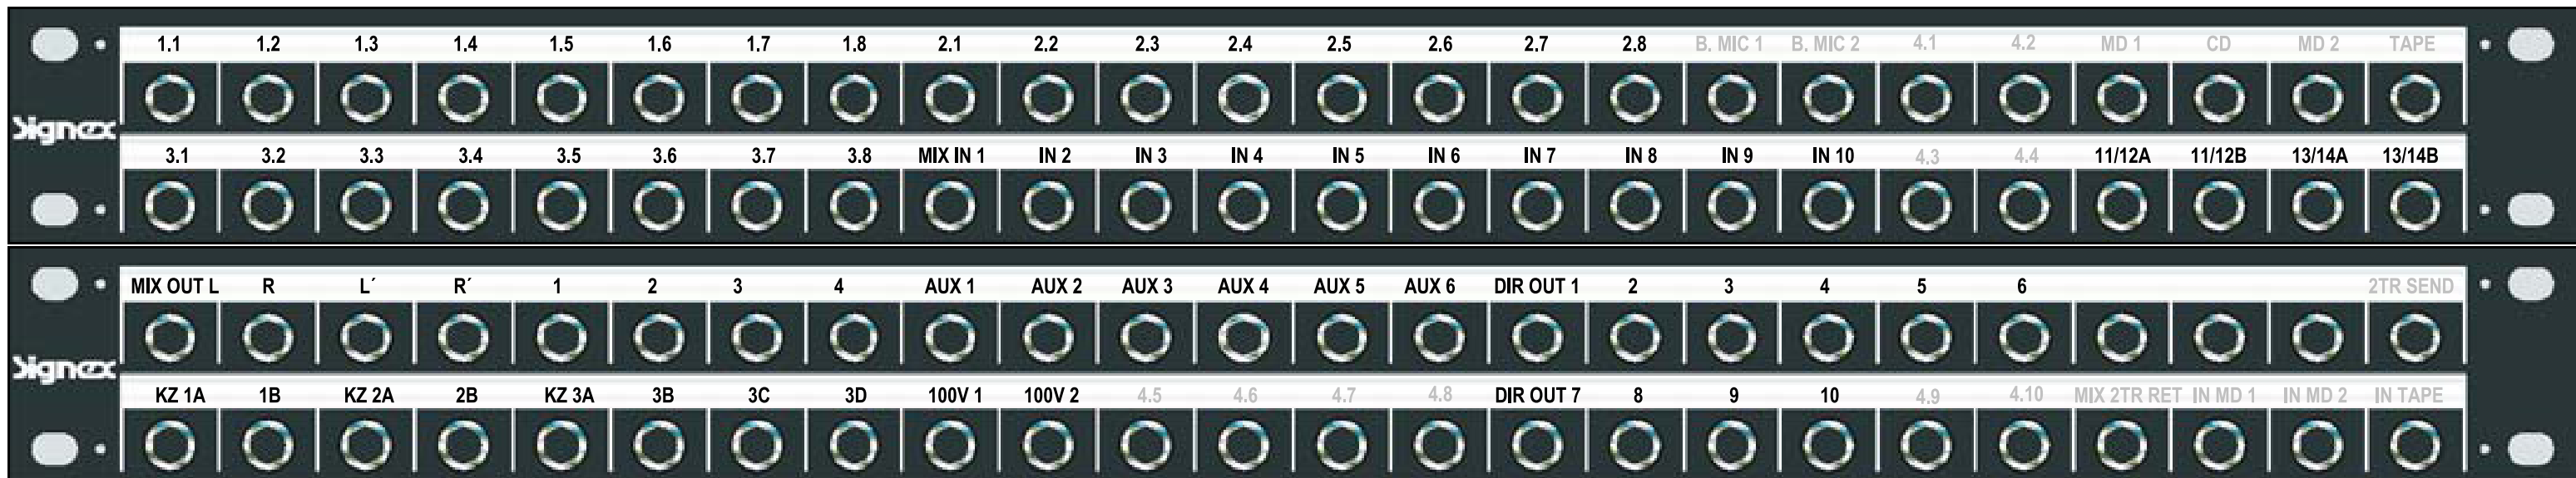 1.1 1.2 1.3 1.4 1.5 1.6 1.7 1.8 2.1 2.2 2.3 2.4 2.5 2.6 2.7 2.8 B. MIC 1 B. MIC 2 4.1 4.2 MD 1 CD MD 2 TAPE
Signex
3.1 3.2 3.3 3.4 3.5 3.6 3.7 3.8 MIX IN 1 IN 2 IN 3 IN 4 IN 5 IN 6 IN 7 IN 8 IN 9 IN 10 4.3 4.4 11/12A 11/12B 13/14A 13/14B
MIX OUT L R L´ R´ 1 2 3 4 AUX 1 AUX 2 AUX 3 AUX 4 AUX 5 AUX 6 DIR OUT 1 2 3 4 5 6 2TR SEND
Signex
KZ 1A 1B KZ 2A 2B KZ 3A 3B 3C 3D 100V 1 100V 2 4.5 4.6 4.7 4.8 DIR OUT 7 8 9 10 4.9 4.10 MIX 2TR RET IN MD 1 IN MD 2 IN TAPE